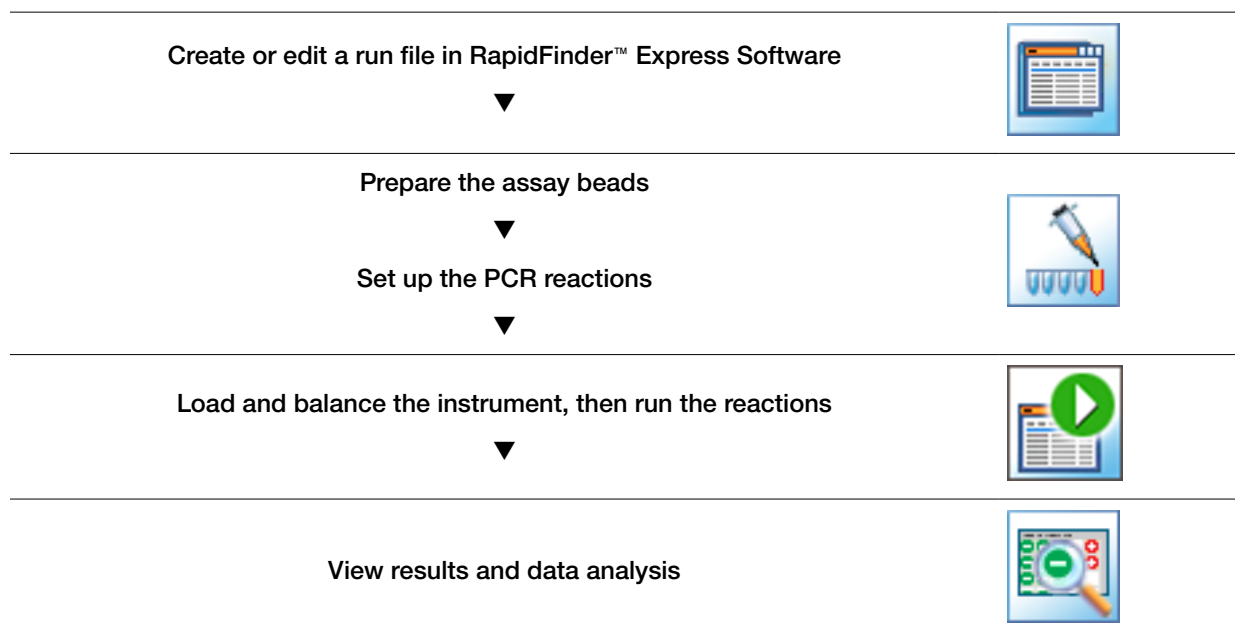 Create or edit a run file in RapidFinder™ Express Software
▼
Prepare the assay beads
▼
Set up the PCR reactions
▼
Load and balance the instrument, then run the reactions
▼
View results and data analysis